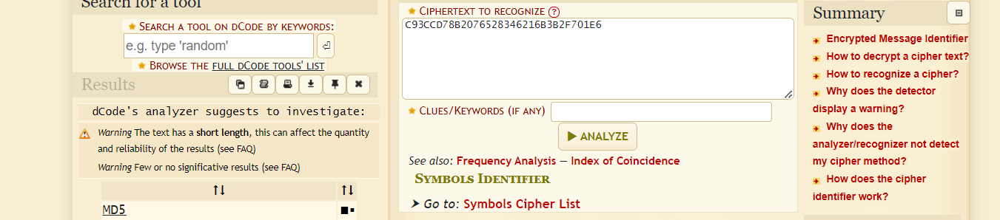 Search for a tool
SEARCH A TOOL ON DCODE BY KEYWORDS:
e.g. type 'random'
BROWSE THE FULL DCODE TOOLS' LIST
Results
dCode's analyzer suggests to investigate:
Warning The text has a short length, this can affect the quantity
and reliability of the results (see FAQ)
Warning Few or no significative results (see FAQ)
↑↓ ↑↓
MD5
CIPHERTEXT TO RECOGNIZE ?
C93CCD78B2076528346216B3B2F701E6
CLUES/KEYWORDS (IF ANY)
ANALYZE
See also: Frequency Analysis — Index of Coincidence
SYMBOLS IDENTIFIER
Go to: Symbols Cipher List
Summary
Encrypted Message Identifier
How to decrypt a cipher text?
How to recognize a cipher?
Why does the detector
display a warning?
Why does the
analyzer/recognizer not detect
my cipher method?
How does the cipher
identifier work?